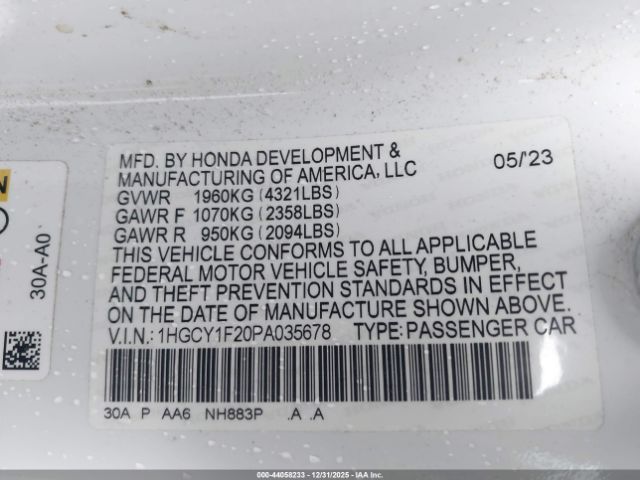 MFD. BY HONDA DEVELOPMENT & 05/'23
MANUFACTURING OF AMERICA, LLC
GVWR 1960KG (4321LBS)
GAWR F 1070KG (2358LBS)
GAWR R 950KG (2094LBS)
THIS VEHICLE CONFORMS TO ALL APPLICABLE
FEDERAL MOTOR VEHICLE SAFETY, BUMPER,
AND THEFT PREVENTION STANDARDS IN EFFECT
ON THE DATE OF MANUFACTURE SHOWN ABOVE.
V.I.N.: 1HGCY1F20PA035678 TYPE: PASSENGER CAR
30A P AA6 NH883P .A .A
30A-A0
000-44058233 - 12/31/2025 - IAAI.COM